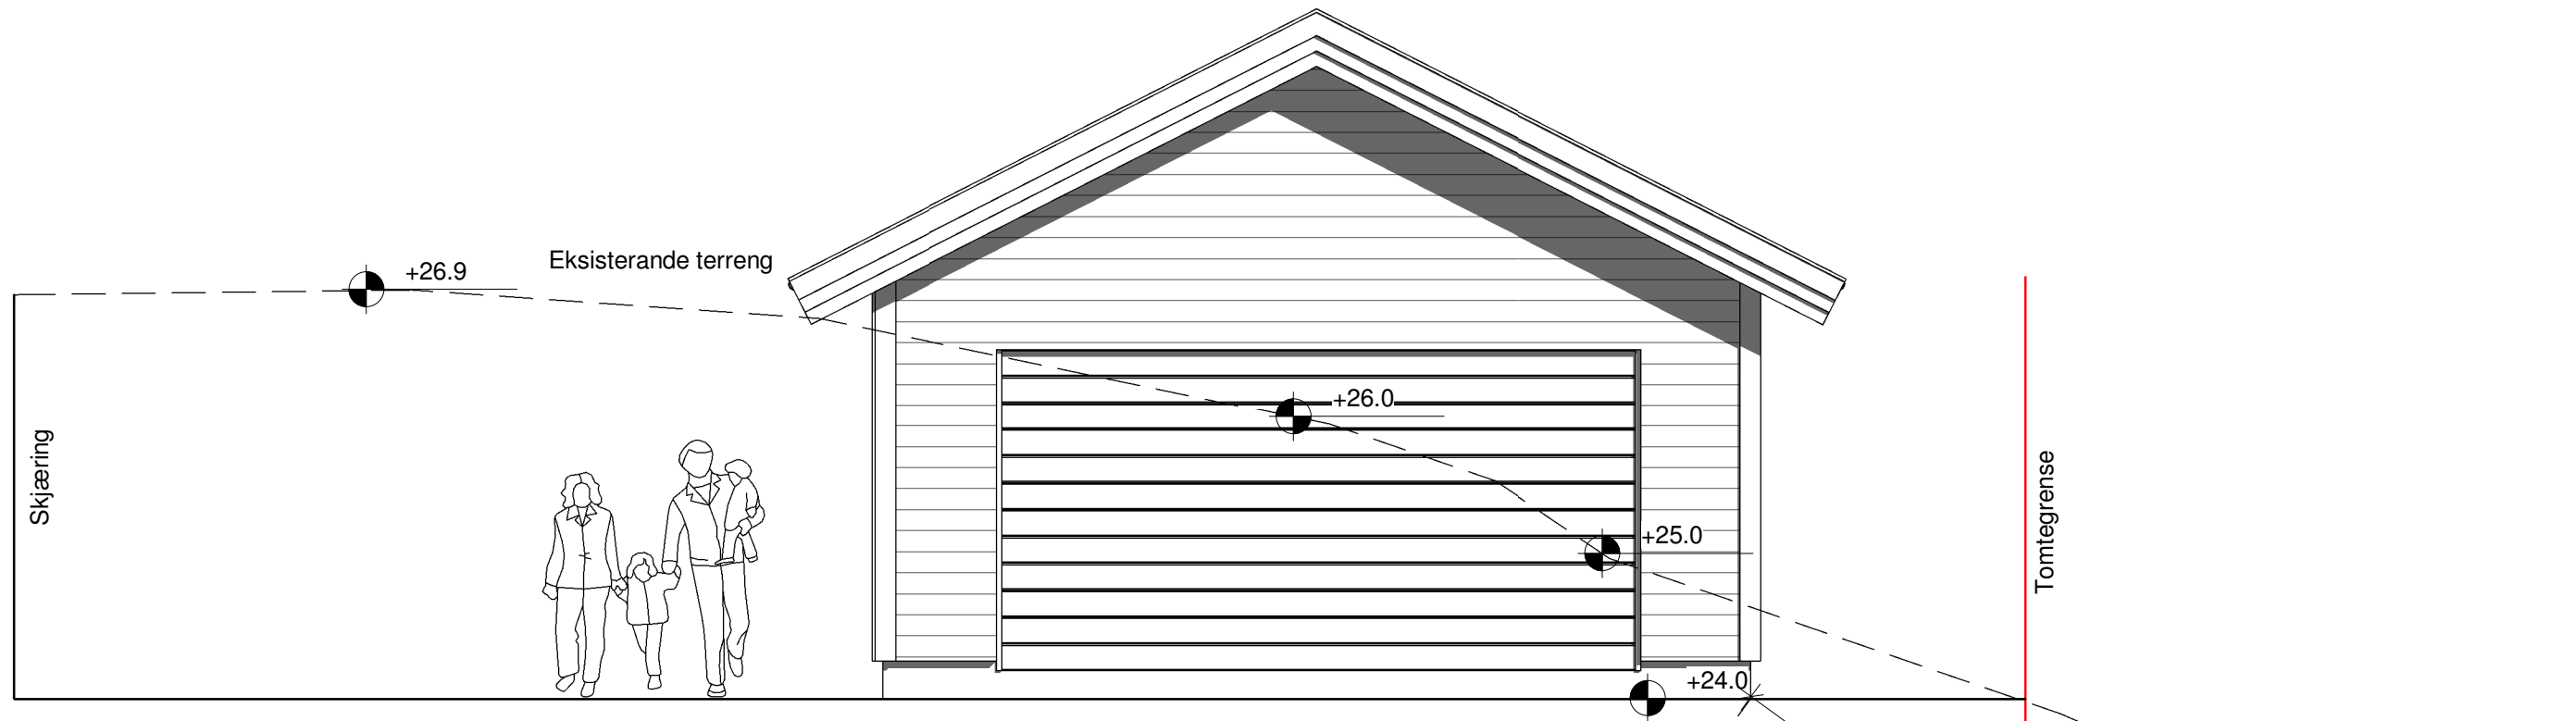 +26.9
Eksisterande terreng
+26.0
Skjæring
+25.0
Tomtegrense
+24.0